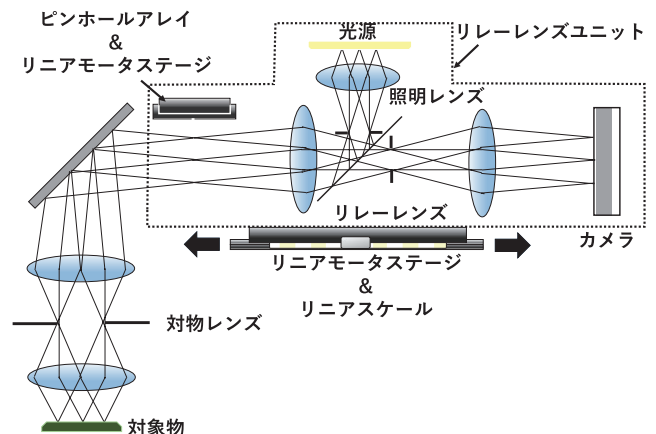 ピンホールアレイ
&
リニアモータステージ
光源
リレーレンズユニット
照明レンズ
リレーレンズ
カメラ
リニアモータステージ
&
リニアスケール
対物レンズ
対象物